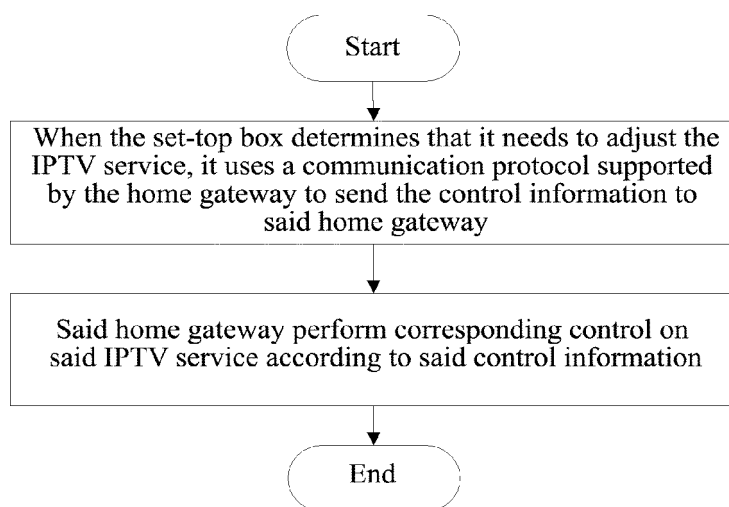 Start
When the set-top box determines that it needs to adjust the
IPTV service, it uses a communication protocol supported
by the home gateway to send the control information to
said home gateway
Said home gateway perform corresponding control on
said IPTV service according to said control information
End